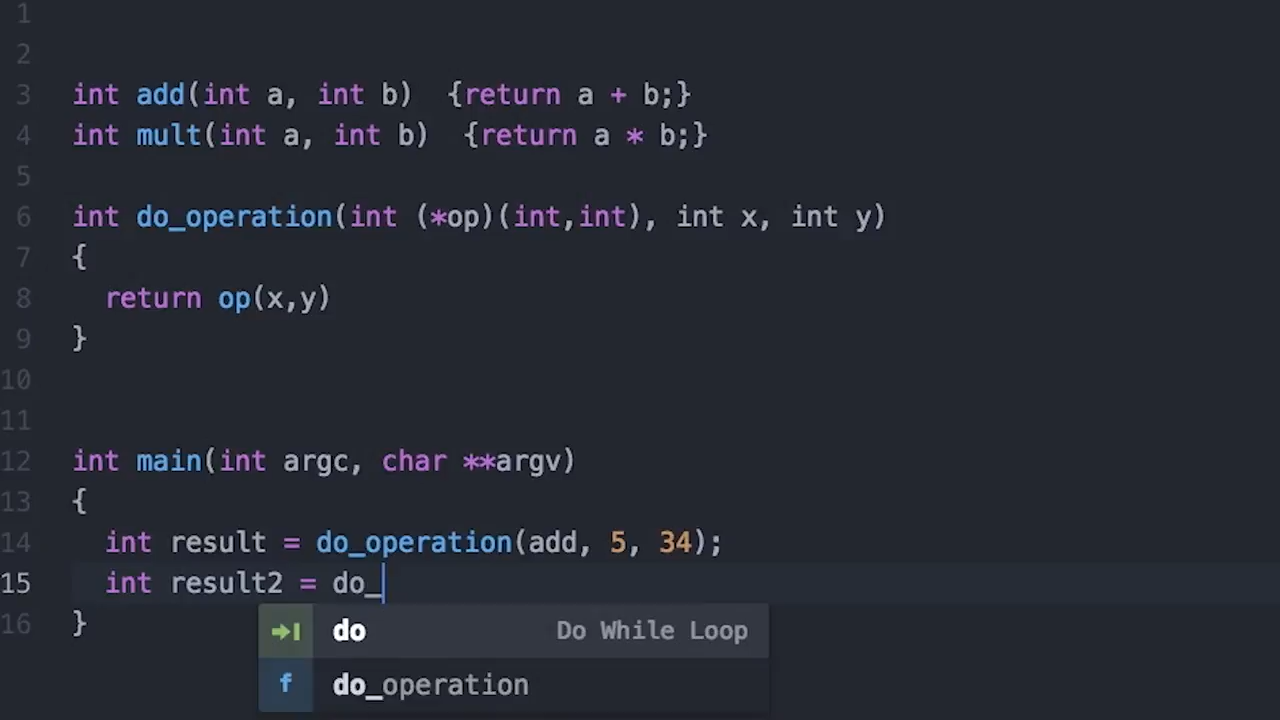 1
2
3 int add(int a, int b)  {return a + b;}
4 int mult(int a, int b)  {return a * b;}
5
6 int do_operation(int (*op)(int,int), int x, int y)
7 {
8   return op(x,y)
9 }
10
11
12 int main(int argc, char **argv)
13 {
14   int result = do_operation(add, 5, 34);
15   int result2 = do_
16 }
do Do While Loop
f do_operation